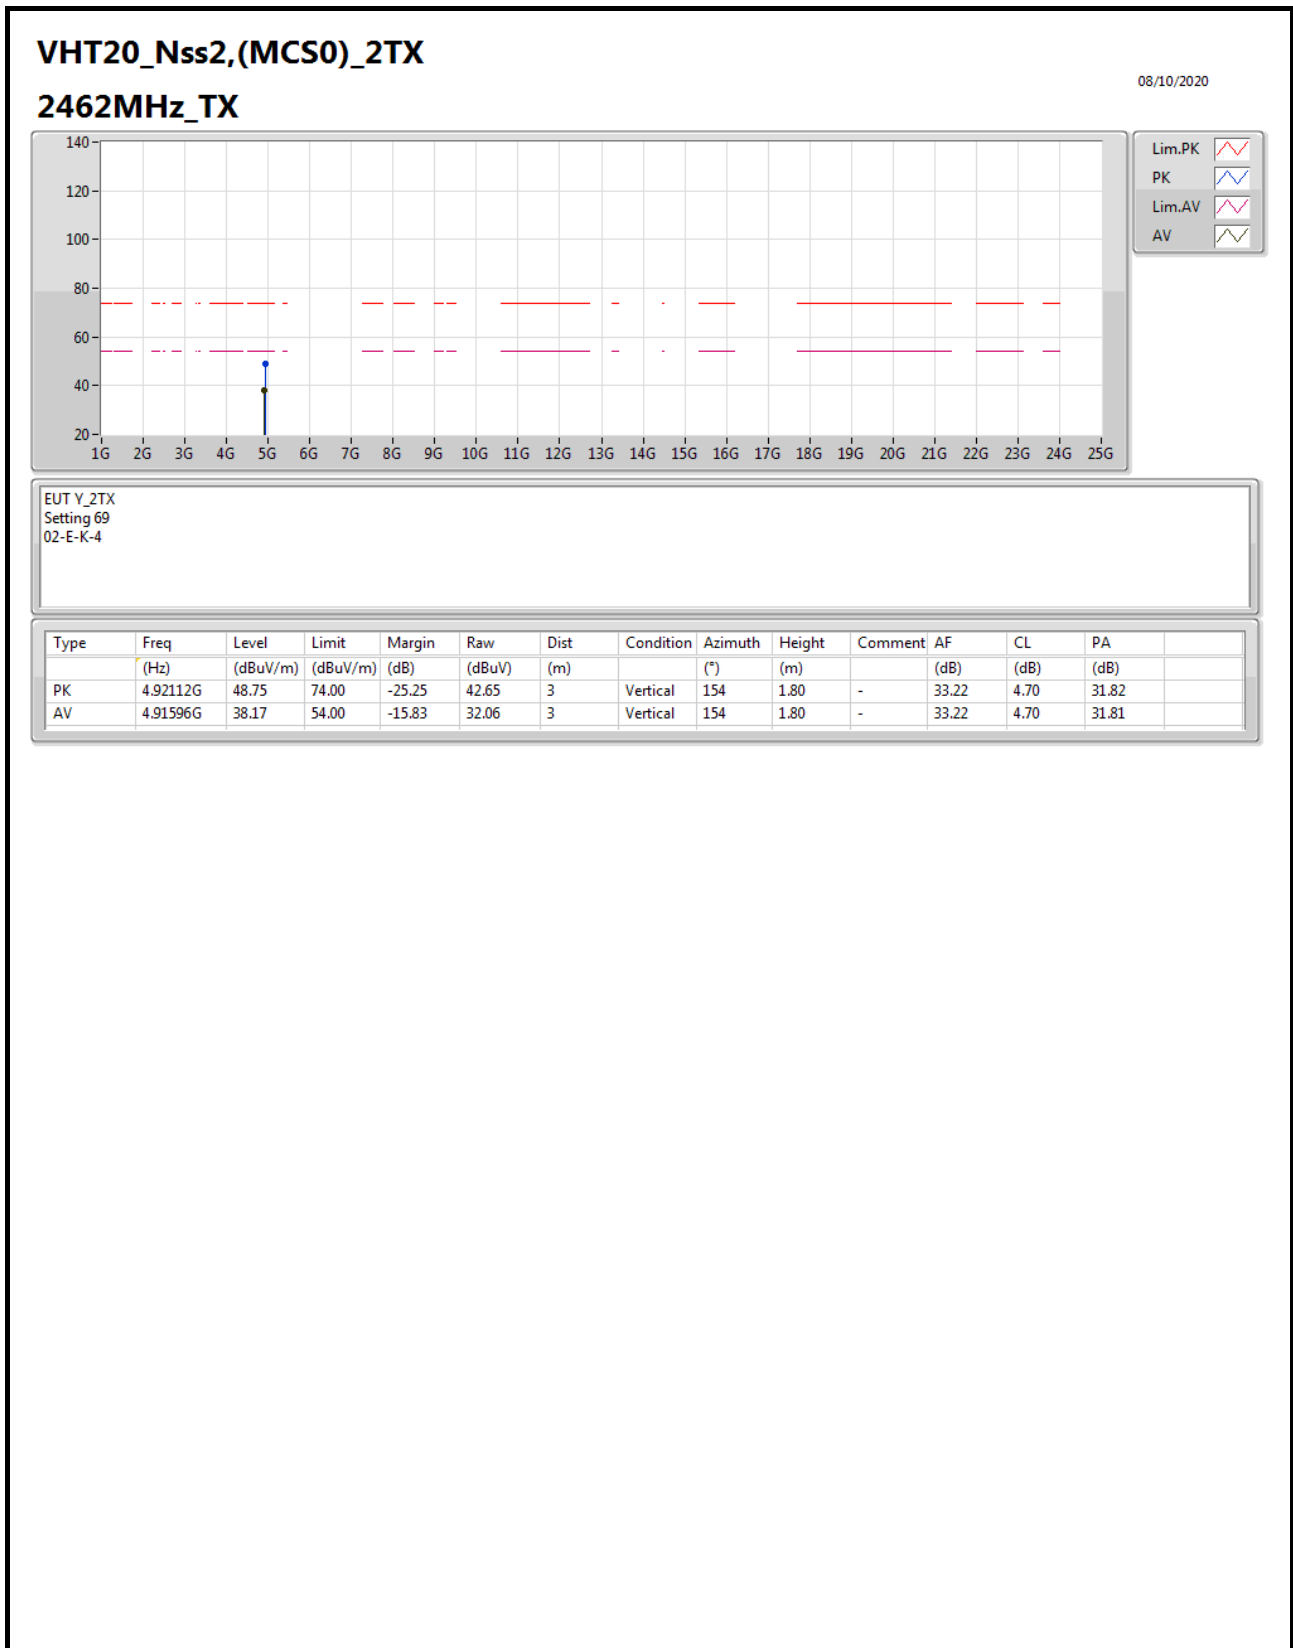 VHT20_Nss2,(MCS0)_2TX
08/10/2020
2462MHz_TX
140
120
100
80
60
40
20
1G 2G 3G 4G 5G 6G 7G 8G 9G 10G 11G 12G 13G 14G 15G 16G 17G 18G 19G 20G 21G 22G 23G 24G 25G
Lim.PK
PK
Lim.AV
AV
EUT Y_2TX
Setting 69
02-E-K-4
Type Freq Level Limit Margin Raw Dist Condition Azimuth Height Comment AF CL PA
(Hz) (dBuV/m) (dBuV/m) (dB) (dBuV) (m) (°) (m) (dB) (dB) (dB)
PK 4.92112G 48.75 74.00 -25.25 42.65 3 Vertical 154 1.80 - 33.22 4.70 31.82
AV 4.91596G 38.17 54.00 -15.83 32.06 3 Vertical 154 1.80 - 33.22 4.70 31.81